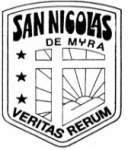 SAN NICOLAS
DE MYRA
VERITAS RERUM